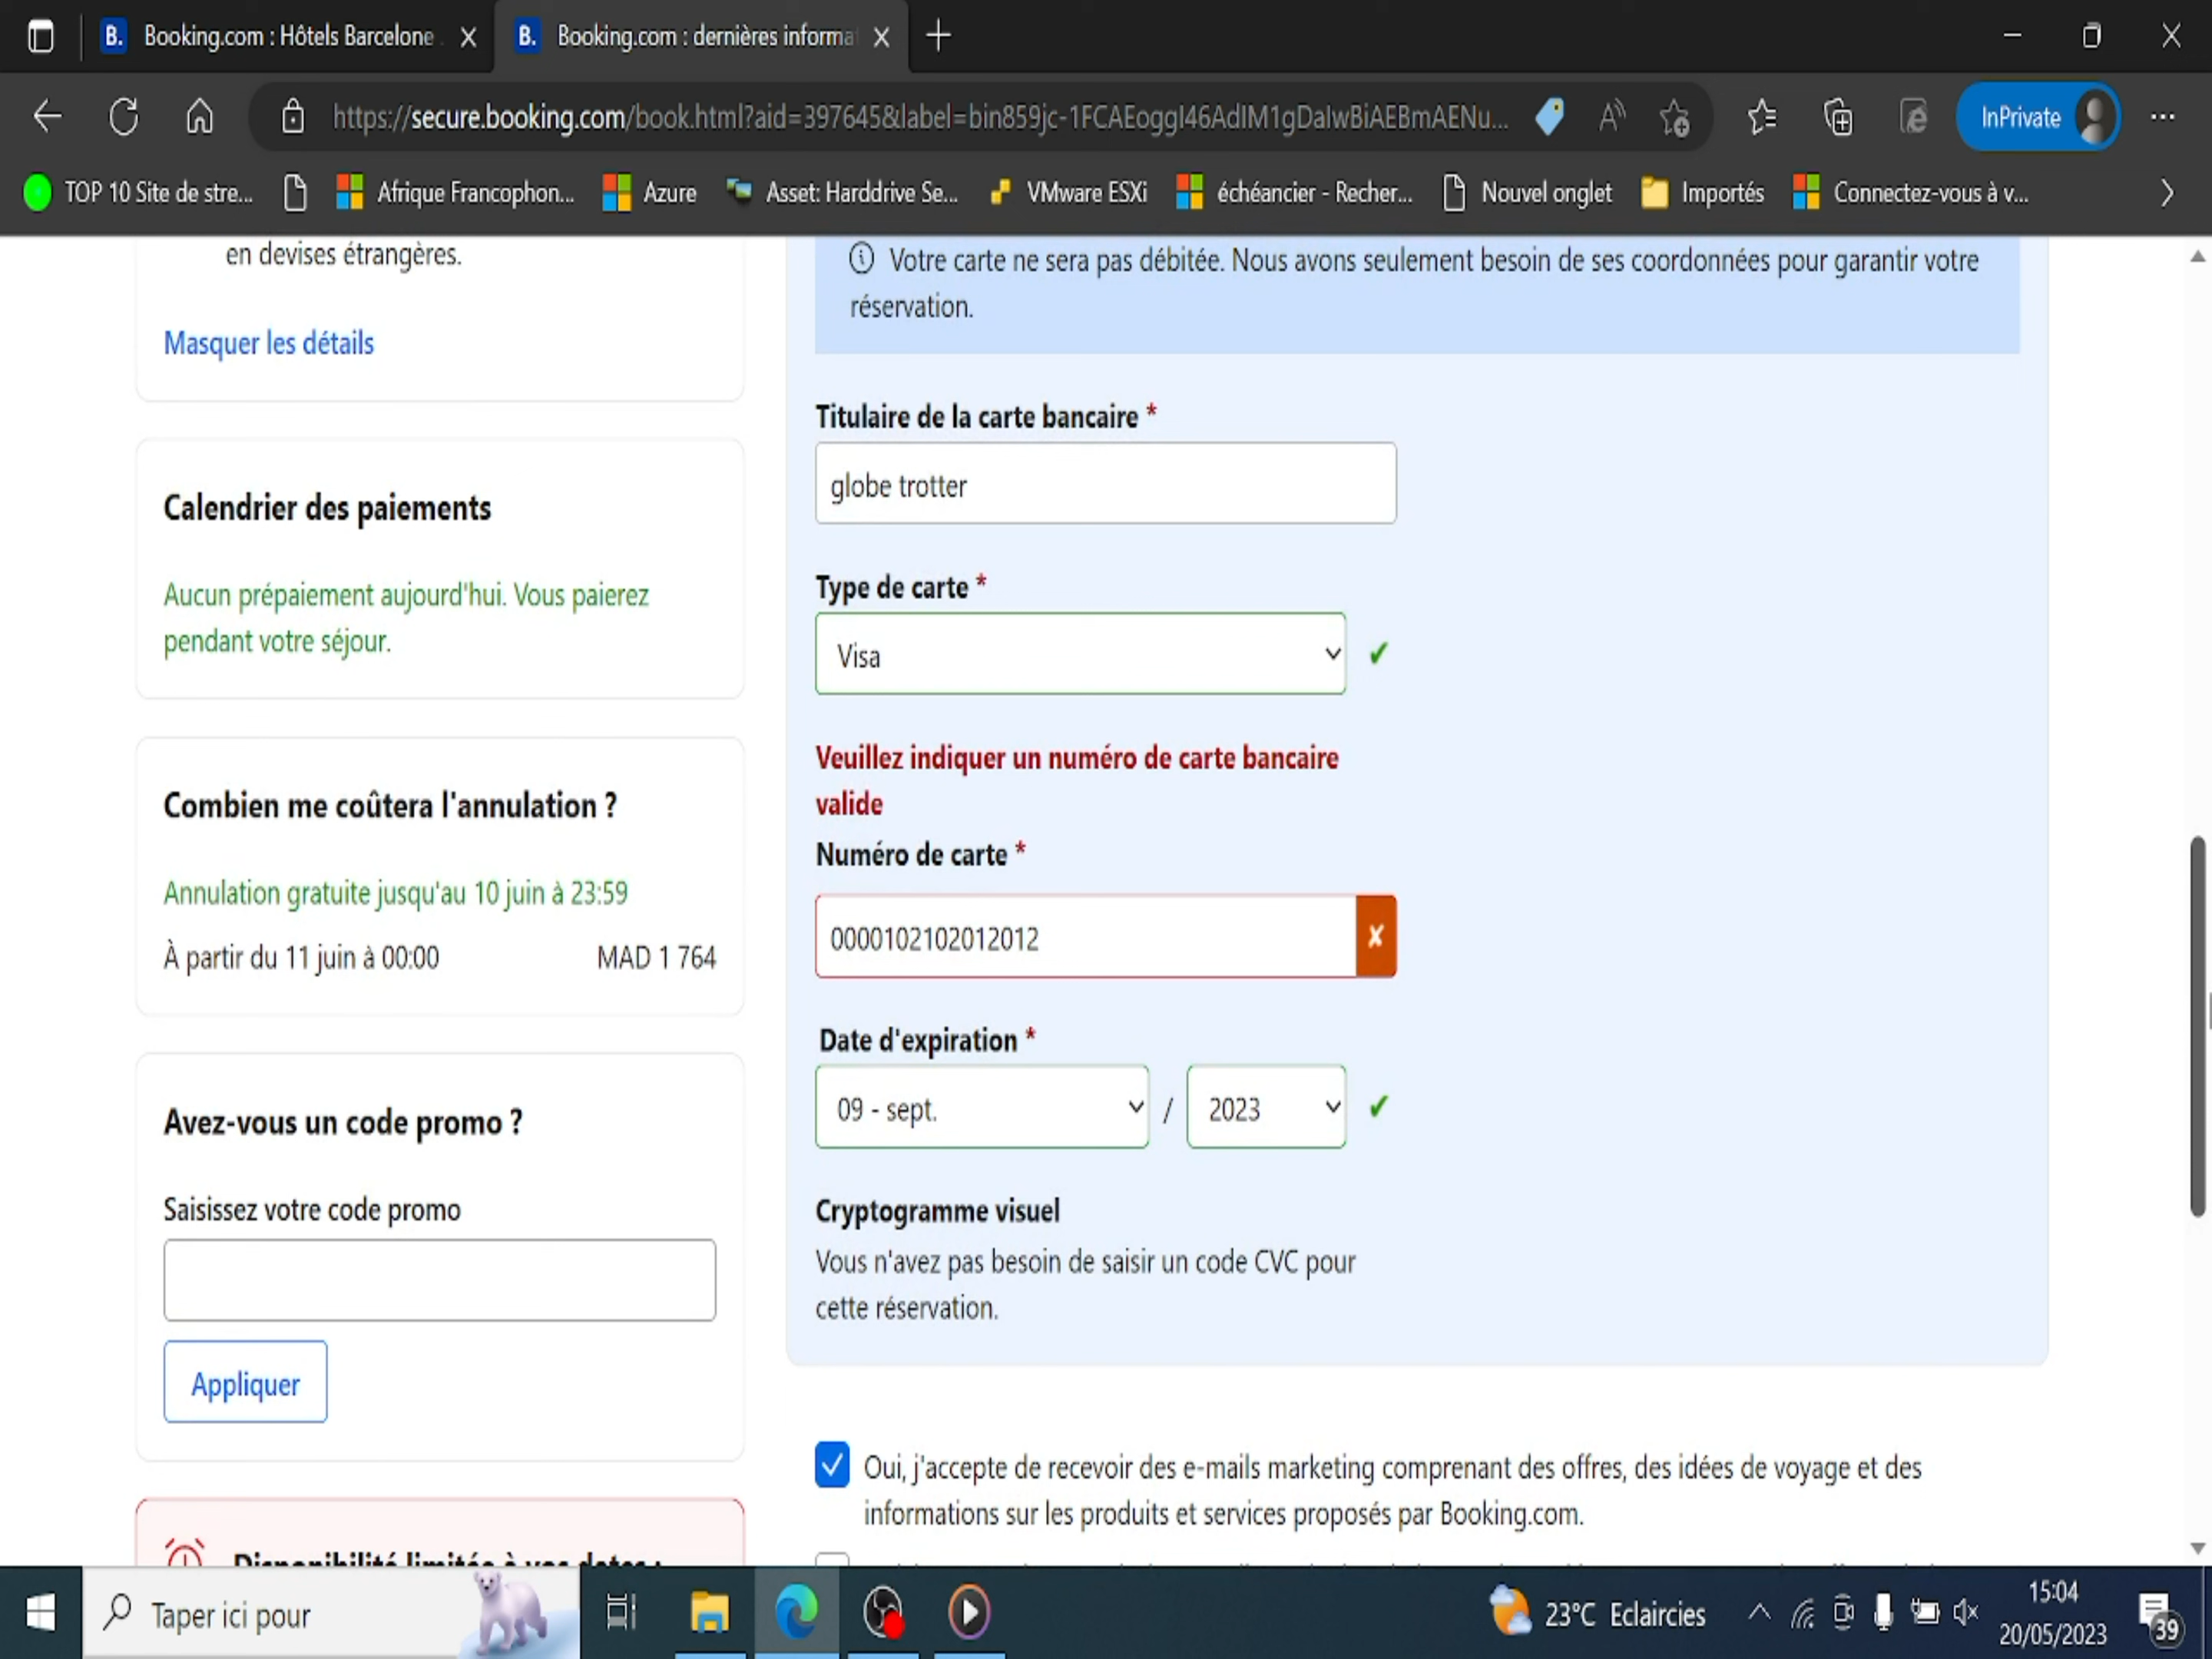 Booking.com : Hôtels Barcelone
Booking.com : dernières informa
https://secure.booking.com/book.html?aid=397645&label=bin859jc-1FCAEoggI46AdIM1gDaIwBiAEBmAENu...
InPrivate
TOP 10 Site de stre...
Afrique Francophon...
Azure
Asset: Harddrive Se...
VMware ESXi
échéancier - Recher...
Nouvel onglet
Importés
Connectez-vous à v...
en devises étrangères.
Masquer les détails
Calendrier des paiements
Aucun prépaiement aujourd'hui. Vous paierez
pendant votre séjour.
Combien me coûtera l'annulation ?
Annulation gratuite jusqu'au 10 juin à 23:59
À partir du 11 juin à 00:00 MAD 1 764
Avez-vous un code promo ?
Saisissez votre code promo
Appliquer
Disponibilité limitée à vos dates :
Votre carte ne sera pas débitée. Nous avons seulement besoin de ses coordonnées pour garantir votre
réservation.
Titulaire de la carte bancaire *
globe trotter
Type de carte *
Visa
Veuillez indiquer un numéro de carte bancaire
valide
Numéro de carte *
0000102102012012
Date d'expiration *
09 - sept. / 2023
Cryptogramme visuel
Vous n'avez pas besoin de saisir un code CVC pour
cette réservation.
Oui, j'accepte de recevoir des e-mails marketing comprenant des offres, des idées de voyage et des
informations sur les produits et services proposés par Booking.com.
Taper ici pour
23°C Eclaircies
15:04
20/05/2023
39